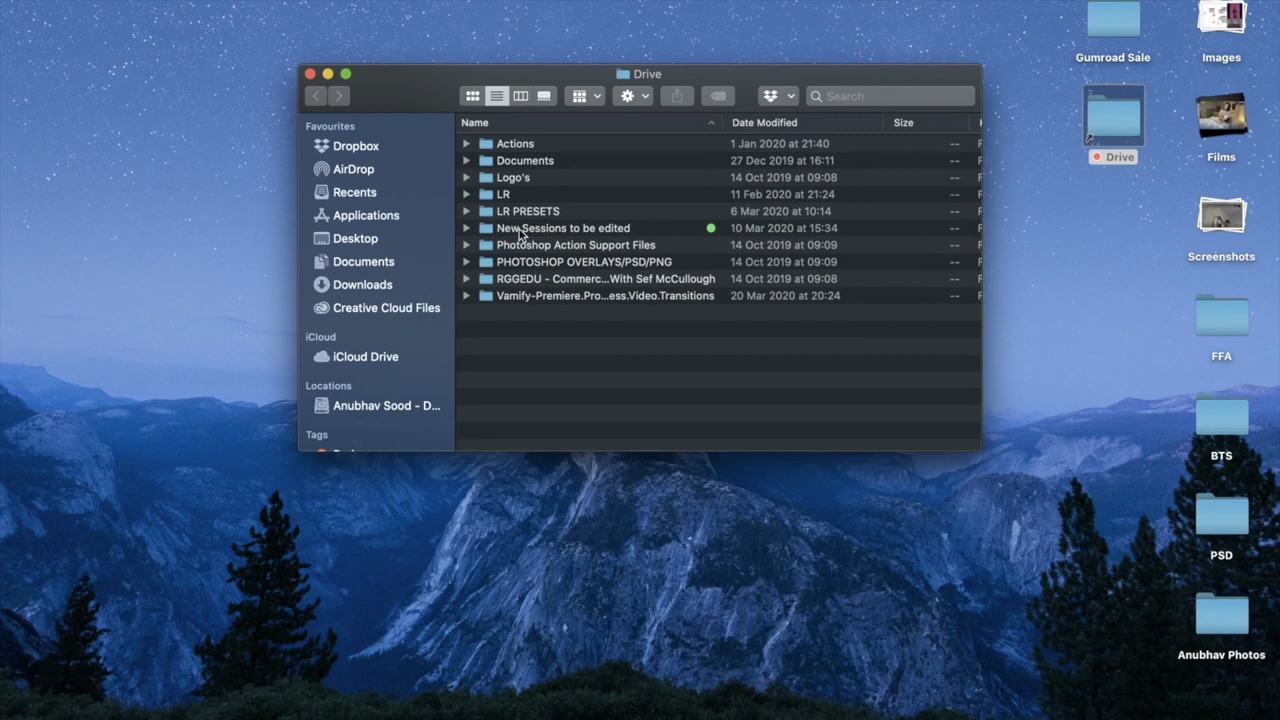 Drive
Search
Favourites
Dropbox
AirDrop
Recents
Applications
Desktop
Documents
Downloads
Creative Cloud Files
iCloud
iCloud Drive
Locations
Anubhav Sood - D...
Tags
Name Date Modified Size
Actions 1 Jan 2020 at 21:40 --
Documents 27 Dec 2019 at 16:11 --
Logo's 14 Oct 2019 at 09:08 --
LR 11 Feb 2020 at 21:24 --
LR PRESETS 6 Mar 2020 at 10:14 --
New Sessions to be edited 10 Mar 2020 at 15:34 --
Photoshop Action Support Files 14 Oct 2019 at 09:09 --
PHOTOSHOP OVERLAYS/PSD/PNG 14 Oct 2019 at 09:09 --
RGGEDU - Commerc...With Sef McCullough 14 Oct 2019 at 09:08 --
Vamify-Premiere.Pro...ess.Video.Transitions 20 Mar 2020 at 20:24 --
Gumroad Sale
Images
Drive
Films
Screenshots
FFA
BTS
PSD
Anubhav Photos